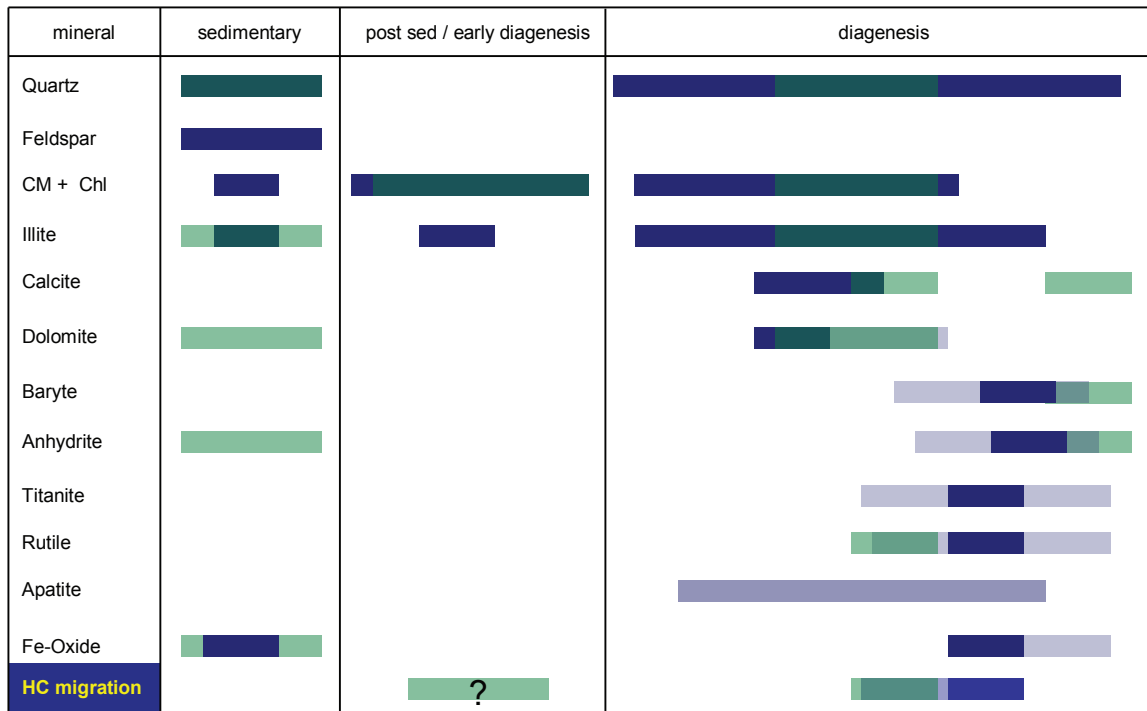 mineral sedimentary post sed / early diagenesis diagenesis
Quartz
Feldspar
CM + Chl
Illite
Calcite
Dolomite
Baryte
Anhydrite
Titanite
Rutile
Apatite
Fe-Oxide
HC migration ?